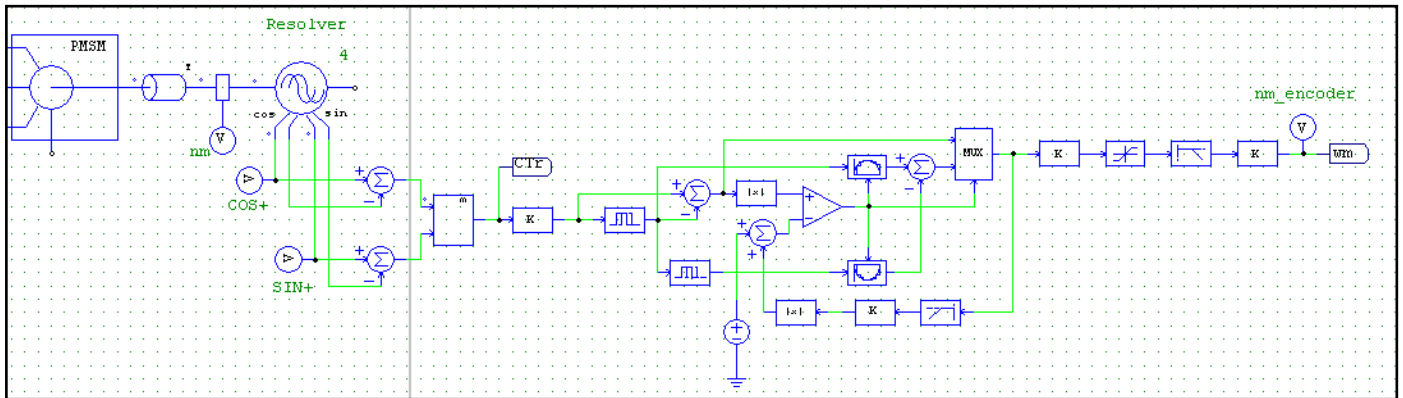 Resolver
4
PMSM
T
cos
sin
V
nm
COS+
SIN+
m
CTr
K
|x|
MUX
K
|x|
K
K
nm_encoder
V
wm